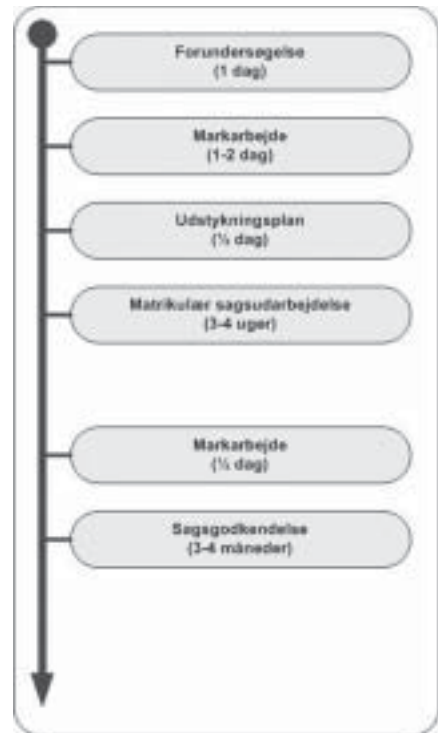 Forundersøgelse
(1 dag)
Markarbejde
(1-2 dag)
Udstykningsplan
(½ dag)
Matrikulær sagsudarbejdelse
(3-4 uger)
Markarbejde
(½ dag)
Sagsgodkendelse
(3-4 måneder)